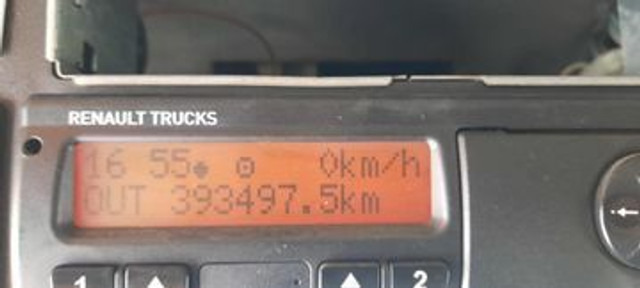 RENAULT TRUCKS
16 55 0km/h
OUT 393497.5km
1 2